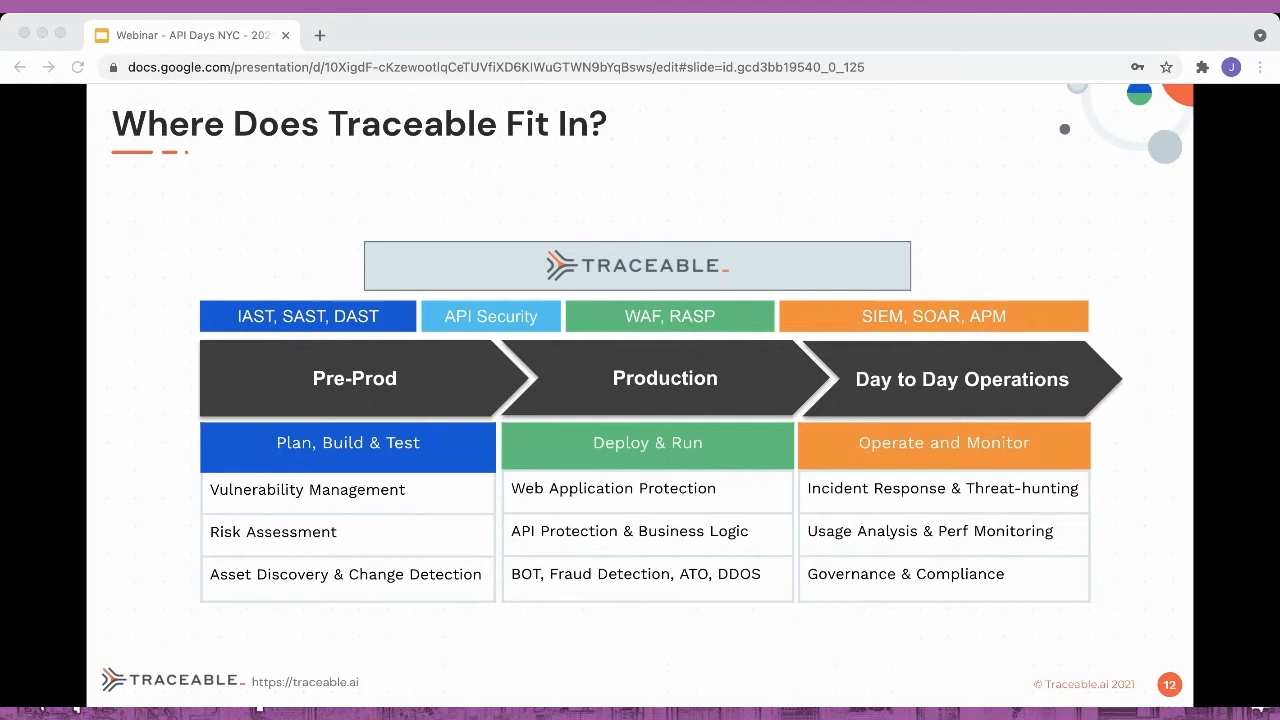 Webinar - API Days NYC - 202
docs.google.com/presentation/d/10XigdF-cKzewootIqCeTUVfiXD6KIWuGTWN9bYqBsws/edit#slide=id.gcd3bb19540_0_125
J
Where Does Traceable Fit In?
TRACEABLE
IAST, SAST, DAST
API Security
WAF, RASP
SIEM, SOAR, APM
Pre-Prod
Production
Day to Day Operations
Plan, Build & Test
Deploy & Run
Operate and Monitor
Vulnerability Management
Web Application Protection
Incident Response & Threat-hunting
Risk Assessment
API Protection & Business Logic
Usage Analysis & Perf Monitoring
Asset Discovery & Change Detection
BOT, Fraud Detection, ATO, DDOS
Governance & Compliance
TRACEABLE
https://traceable.ai
© Traceable.ai 2021
12